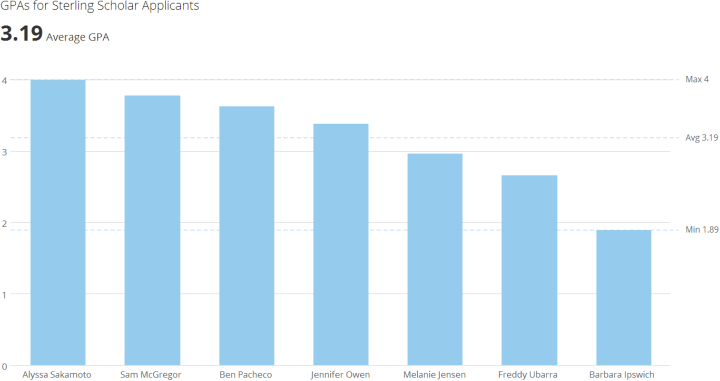 GPAs for Sterling Scholar Applicants
3.19 Average GPA
4
Max 4
Avg 3.19
3
2
Min 1.89
1
0
Alyssa Sakamoto
Sam McGregor
Ben Pacheco
Jennifer Owen
Melanie Jensen
Freddy Ubarra
Barbara Ipswich